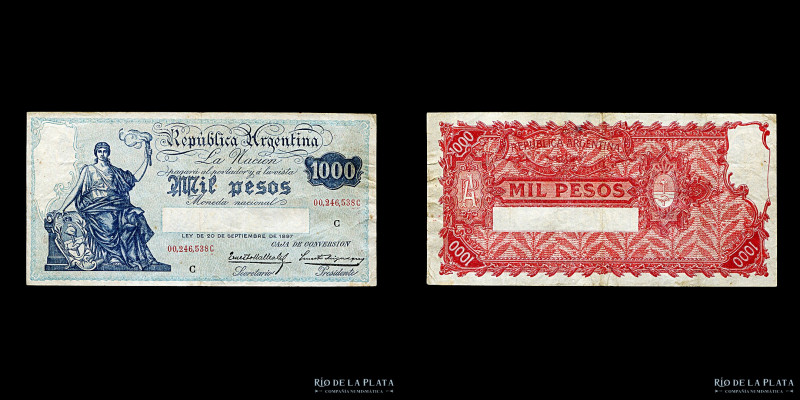 República Argentina
La Nación
pagará al portador y á la vista
1000
Mil pesos
Moneda nacional
00,246,538C
C
LEY DE 20 DE SEPTIEMBRE DE 1897
CAJA DE CONVERSIÓN
00,246,538C
C
Secretario
Presidente
1000
REPÚBLICA ARGENTINA
MIL PESOS
1000
1000
RÍO DE LA PLATA
COMPAÑÍA NUMISMÁTICA
RÍO DE LA PLATA
COMPAÑÍA NUMISMÁTICA